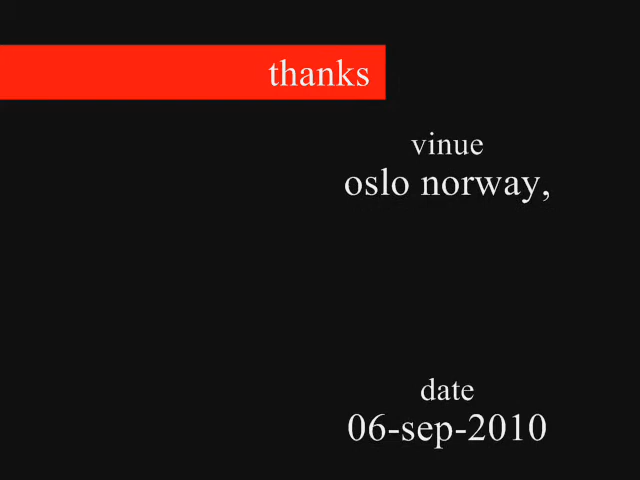 thanks
vinue
oslo norway,
date
06-sep-2010